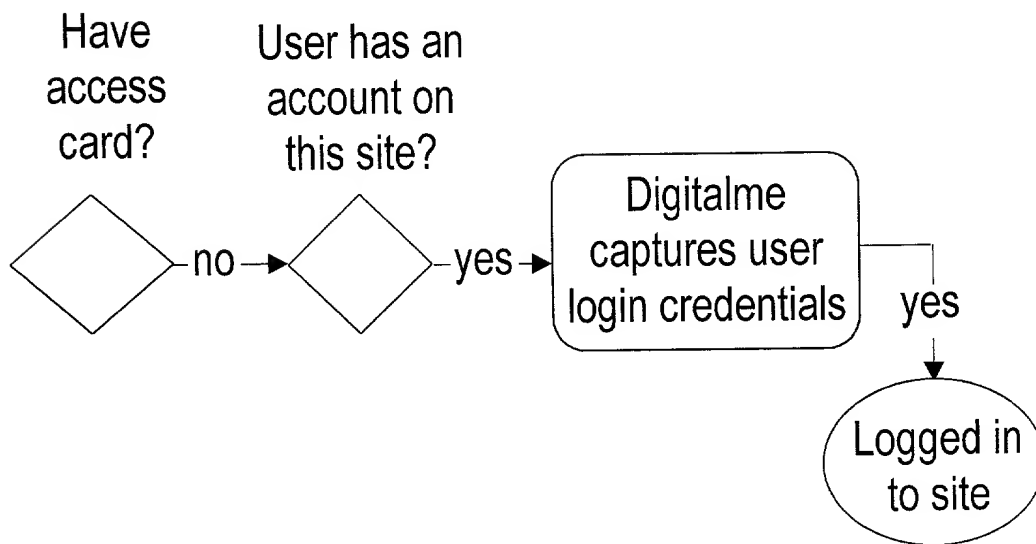 Have
access
card?
User has an
account on
this site?
no
yes
Digitalme
captures user
login credentials
yes
Logged in
to site